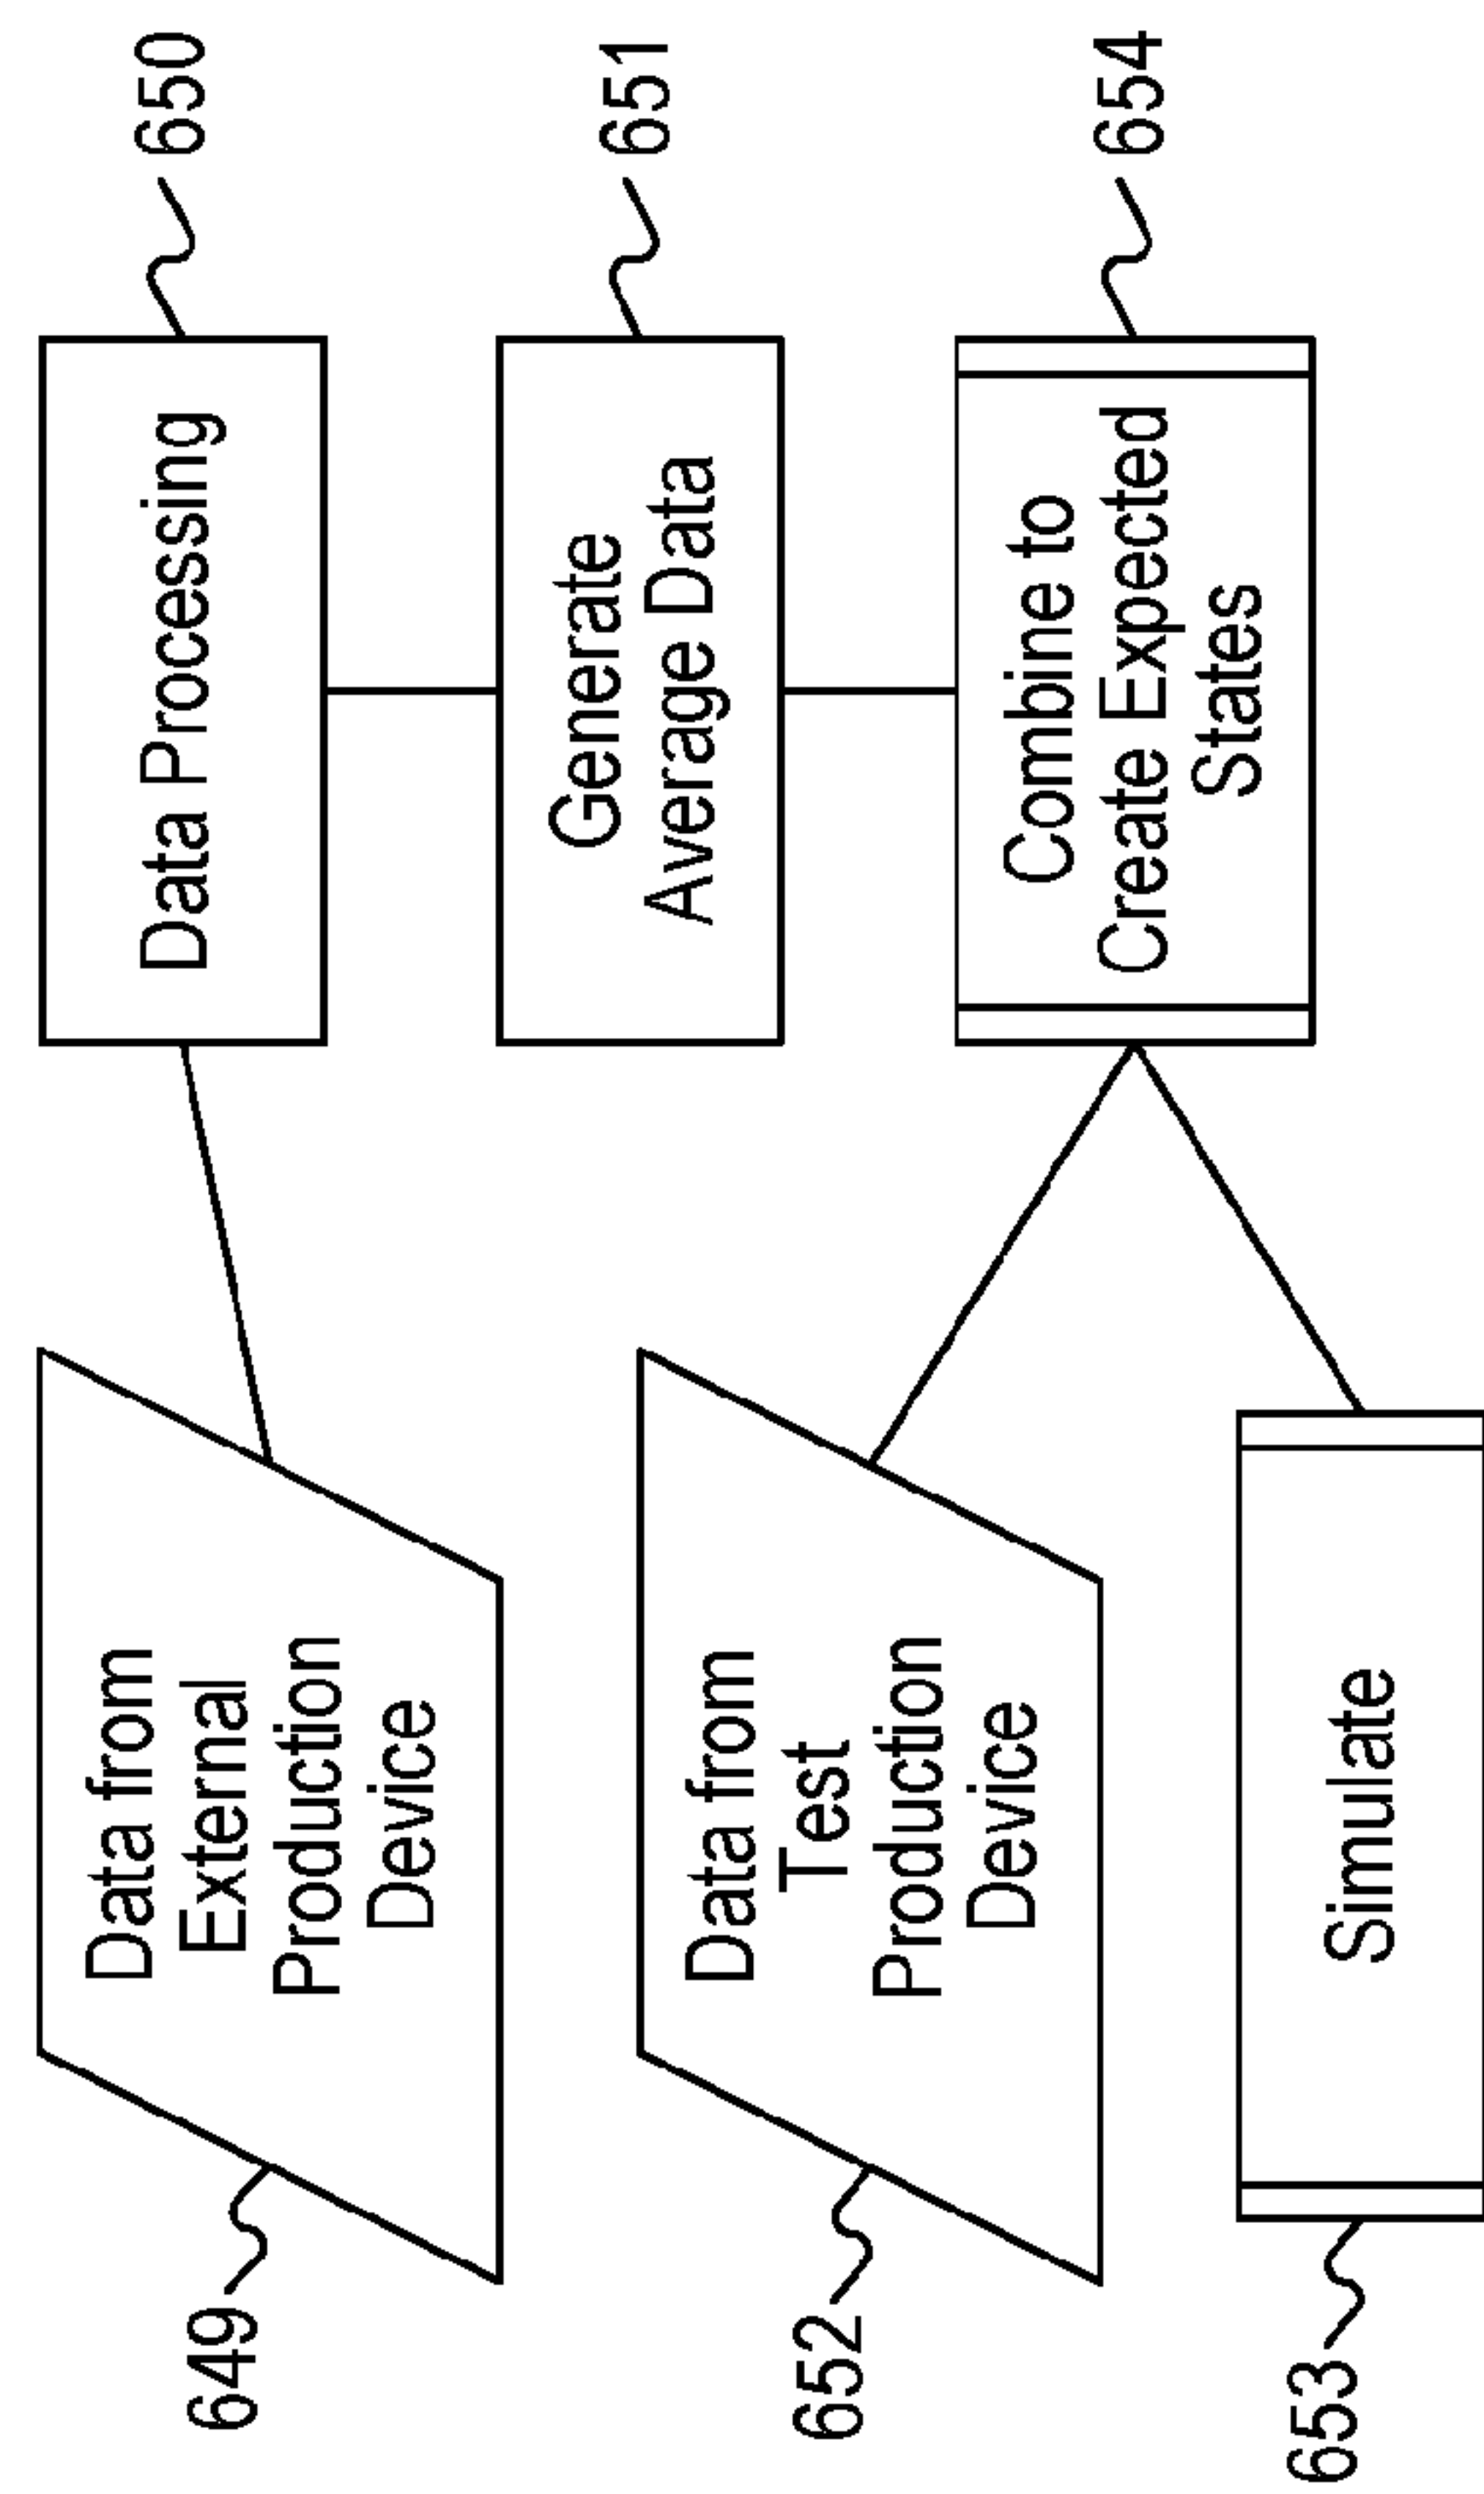 649
Data from
External
Production
Device
Data Processing
650
Generate
Average Data
651
652
Data from
Test
Production
Device
Combine to
Create Expected
States
654
653
Simulate